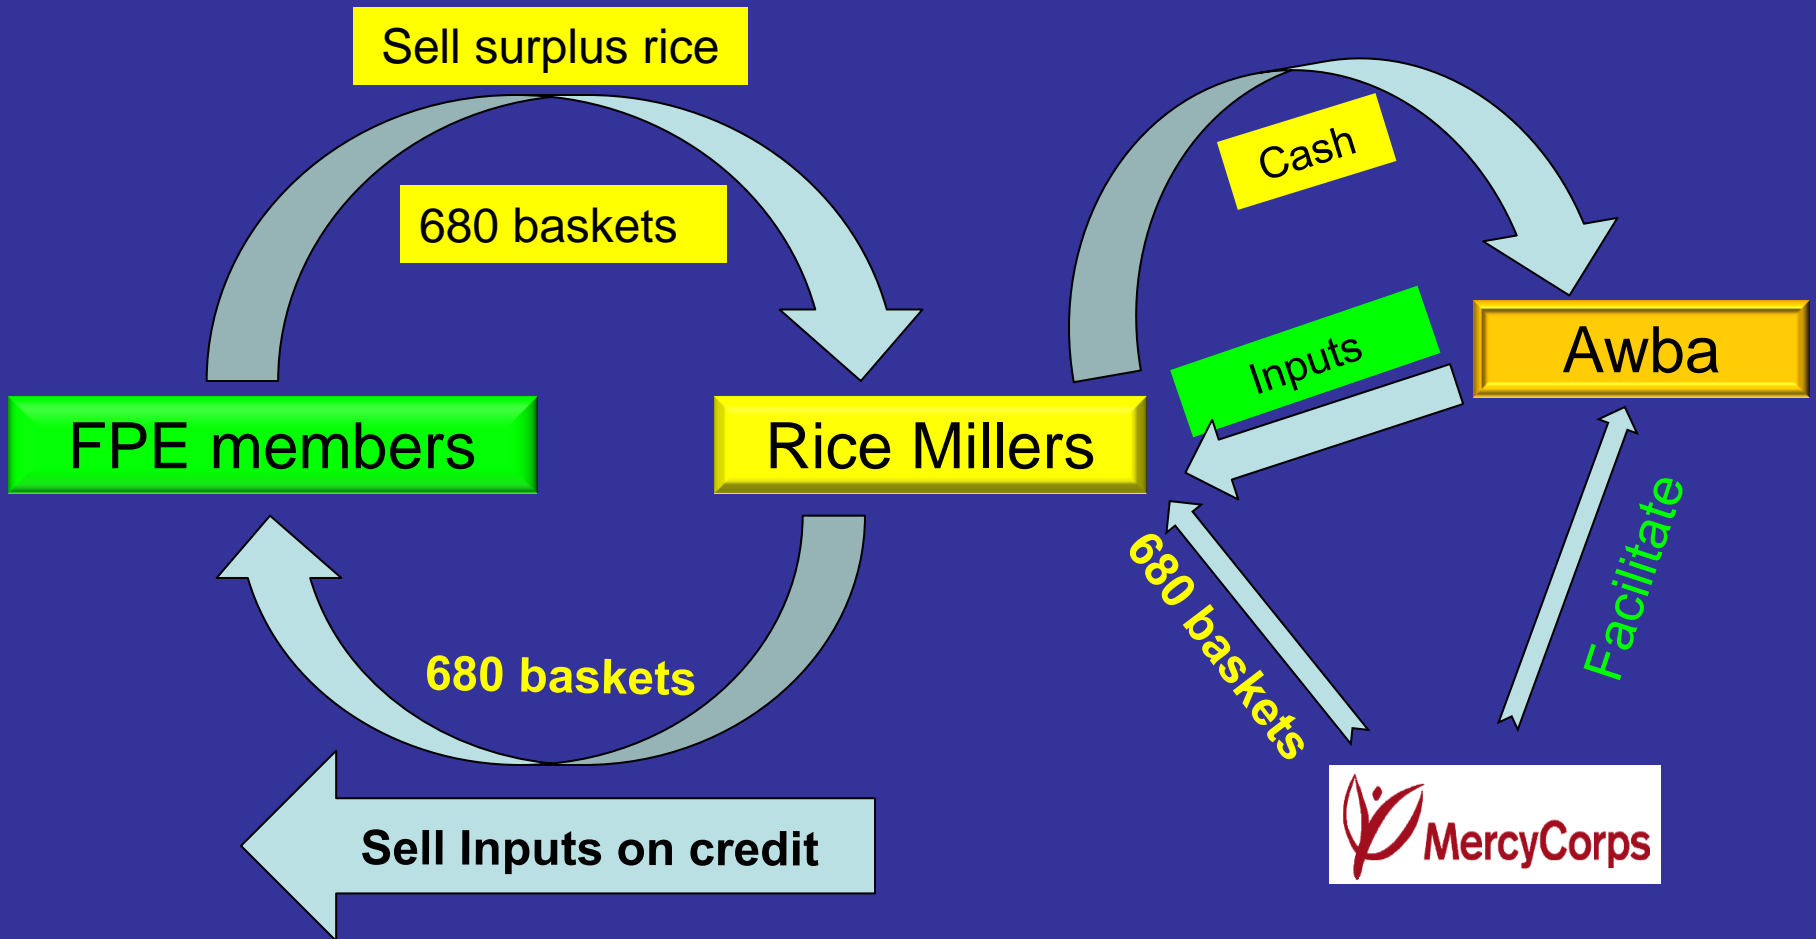 Sell surplus rice
680 baskets
Cash
Inputs
Awba
FPE members
Rice Millers
680 baskets
Facilitate
680 baskets
Sell Inputs on credit
MercyCorps